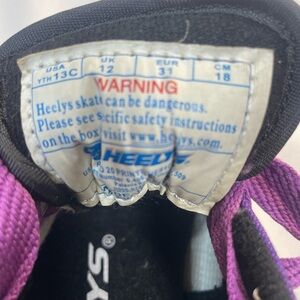 USA UK EUR CM
YTH 13C 12 31 18
WARNING
Heelys skates can be dangerous.
Please see specific safety instructions
on the box visit www.heelys.com
HEELYS
YS®